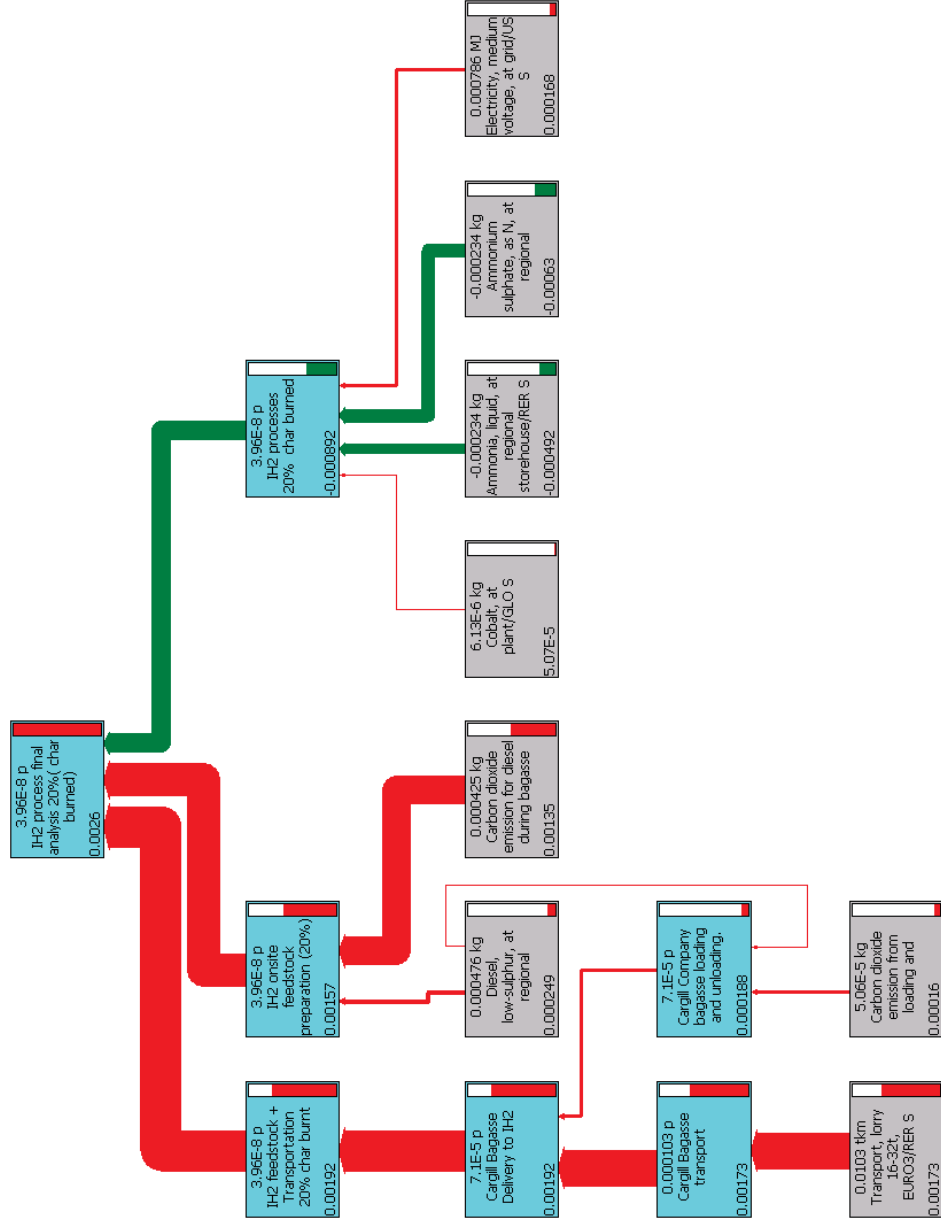 3.96E-8 p
IH2 process final
analysis 20%( char
burned)
0.0026
3.96E-8 p
IH2 feedstock +
Transportation
20% char burnt
0.00192
3.96E-8 p
IH2 onsite
feedstock
preparation (20%)
0.00157
3.96E-8 p
IH2 processes
20%  char burned
-0.000892
7.1E-5 p
Cargill Bagasse
Delivery to IH2
0.00192
0.000476 kg
Diesel,
low-sulphur, at
regional
0.000249
0.000425 kg
Carbon dioxide
emission for diesel
during bagasse
0.00135
6.13E-6 kg
Cobalt, at
plant/GLO S
5.07E-5
-0.000234 kg
Ammonia, liquid, at
regional
storehouse/RER S
-0.000492
-0.000234 kg
Ammonium
sulphate, as N, at
regional
-0.00063
0.000786 MJ
Electricity, medium
voltage, at grid/US
S
0.000168
0.000103 p
Cargill Bagasse
transport
0.00173
7.1E-5 p
Cargill Company
bagasse loading
and unloading.
0.000188
0.0103 tkm
Transport, lorry
16-32t,
EURO3/RER S
0.00173
5.06E-5 kg
Carbon dioxide
emission from
loading and
0.00016